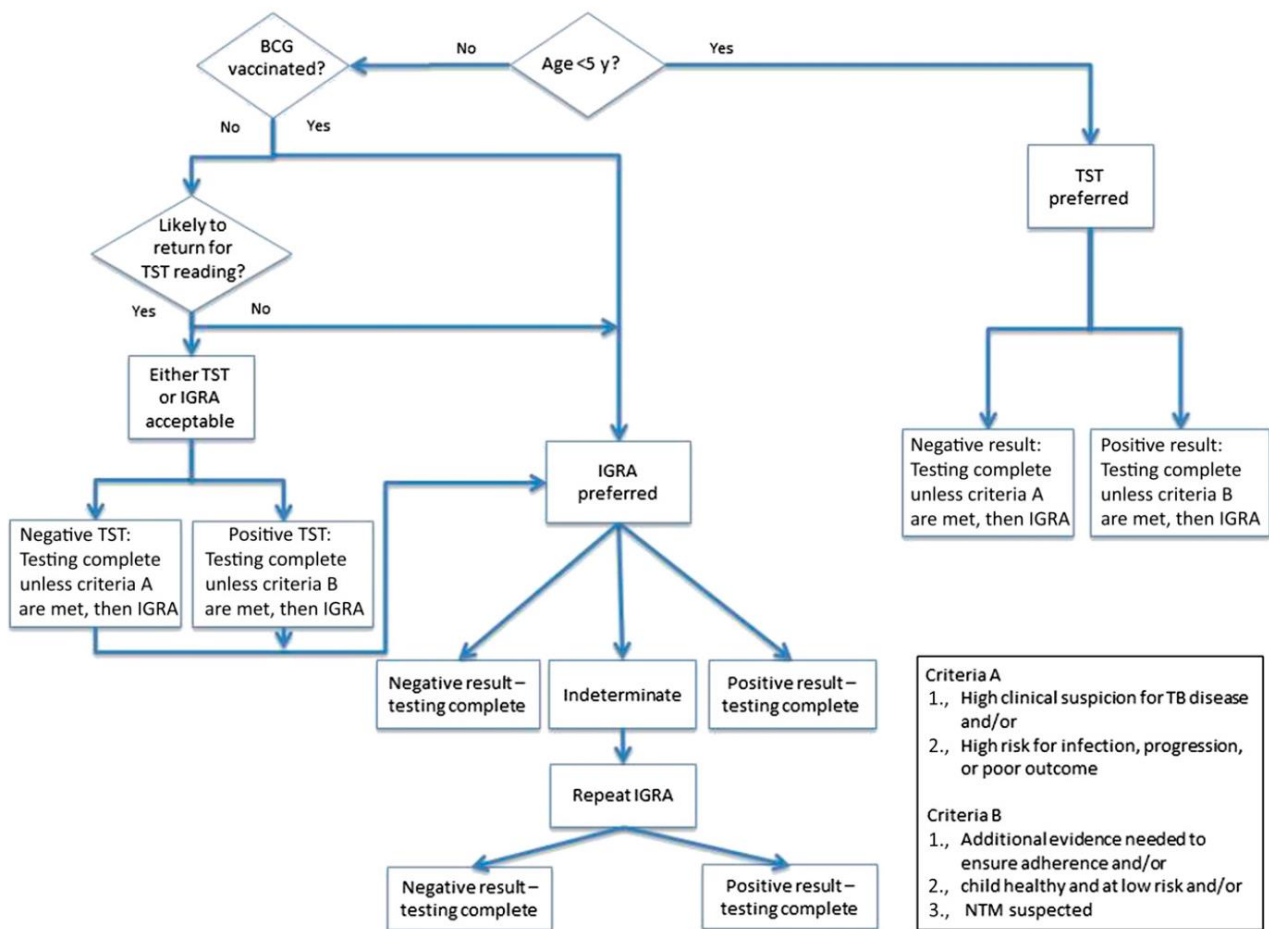 BCG
vaccinated?
No
Age <5 y?
Yes
No
Yes
TST
preferred
Likely to
return for
TST reading?
Yes
No
Either TST
or IGRA
acceptable
IGRA
preferred
Negative result:
Testing complete
unless criteria A
are met, then IGRA
Positive result:
Testing complete
unless criteria B
are met, then IGRA
Negative TST:
Testing complete
unless criteria A
are met, then IGRA
Positive TST:
Testing complete
unless criteria B
are met, then IGRA
Negative result –
testing complete
Indeterminate
Positive result –
testing complete
Repeat IGRA
Negative result –
testing complete
Positive result –
testing complete
Criteria A
1., High clinical suspicion for TB disease
and/or
2., High risk for infection, progression,
or poor outcome
Criteria B
1., Additional evidence needed to
ensure adherence and/or
2., child healthy and at low risk and/or
3., NTM suspected